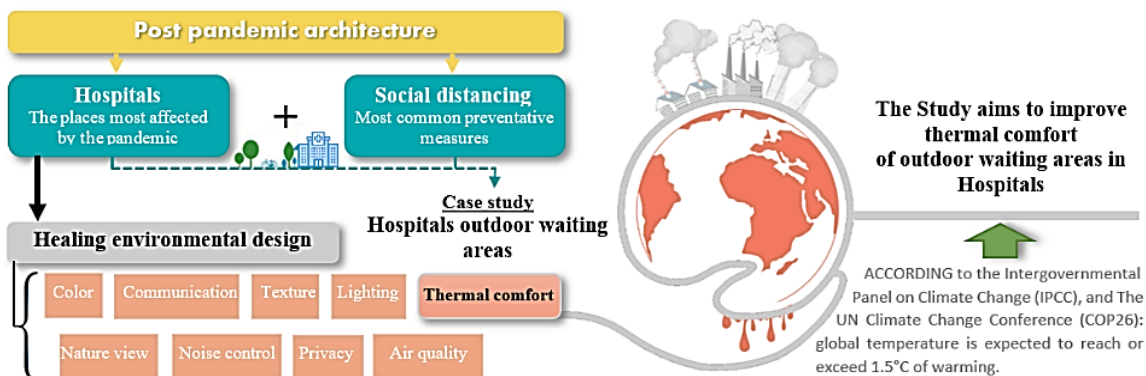 Post pandemic architecture
Hospitals
The places most affected
by the pandemic
+
Social distancing
Most common preventative
measures
Case study
Hospitals outdoor waiting
areas
Healing environmental design
Color
Communication
Texture
Lighting
Thermal comfort
Nature view
Noise control
Privacy
Air quality
The Study aims to improve
thermal comfort
of outdoor waiting areas in
Hospitals
ACCORDING to the Intergovernmental
Panel on Climate Change (IPCC), and The
UN Climate Change Conference (COP26):
global temperature is expected to reach or
exceed 1.5°C of warming.